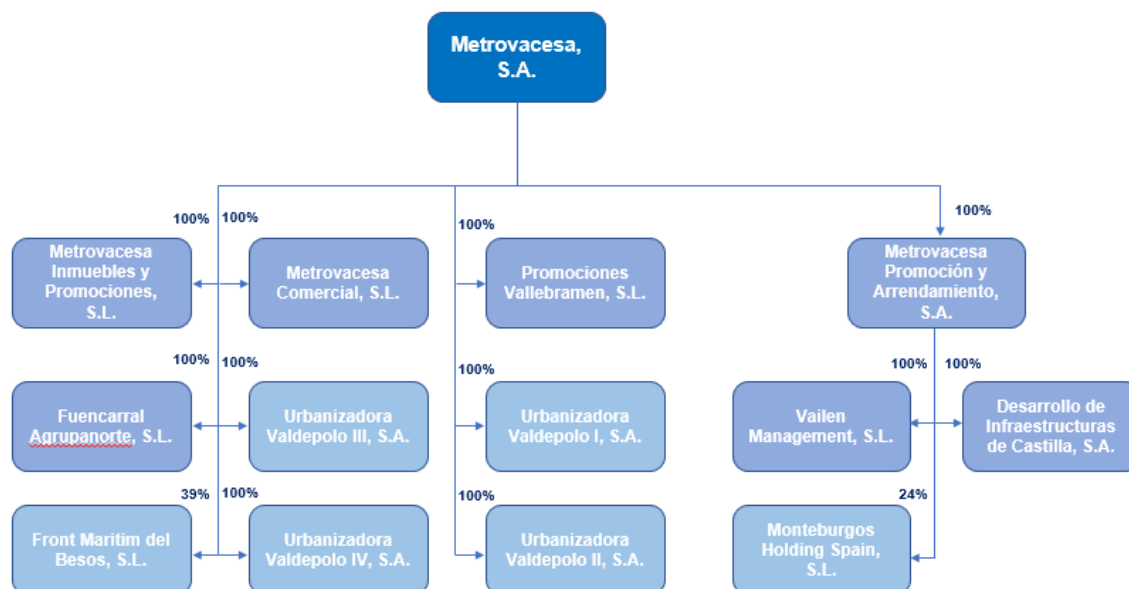 Metrovacesa,
S.A.
100%
100%
100%
100%
Metrovacesa
Inmuebles y
Promociones,
S.L.
Metrovacesa
Comercial, S.L.
Promociones
Vallebramen, S.L.
Metrovacesa
Promoción y
Arrendamiento,
S.A.
100%
100%
100%
100%
100%
Fuencarral
Agrupanorte, S.L.
Urbanizadora
Valdepolo III, S.A.
Urbanizadora
Valdepolo I, S.A.
Vailen
Management, S.L.
Desarrollo de
Infraestructuras
de Castilla, S.A.
39%
100%
100%
24%
Front Maritim del
Besos, S.L.
Urbanizadora
Valdepolo IV, S.A.
Urbanizadora
Valdepolo II, S.A.
Monteburgos
Holding Spain,
S.L.